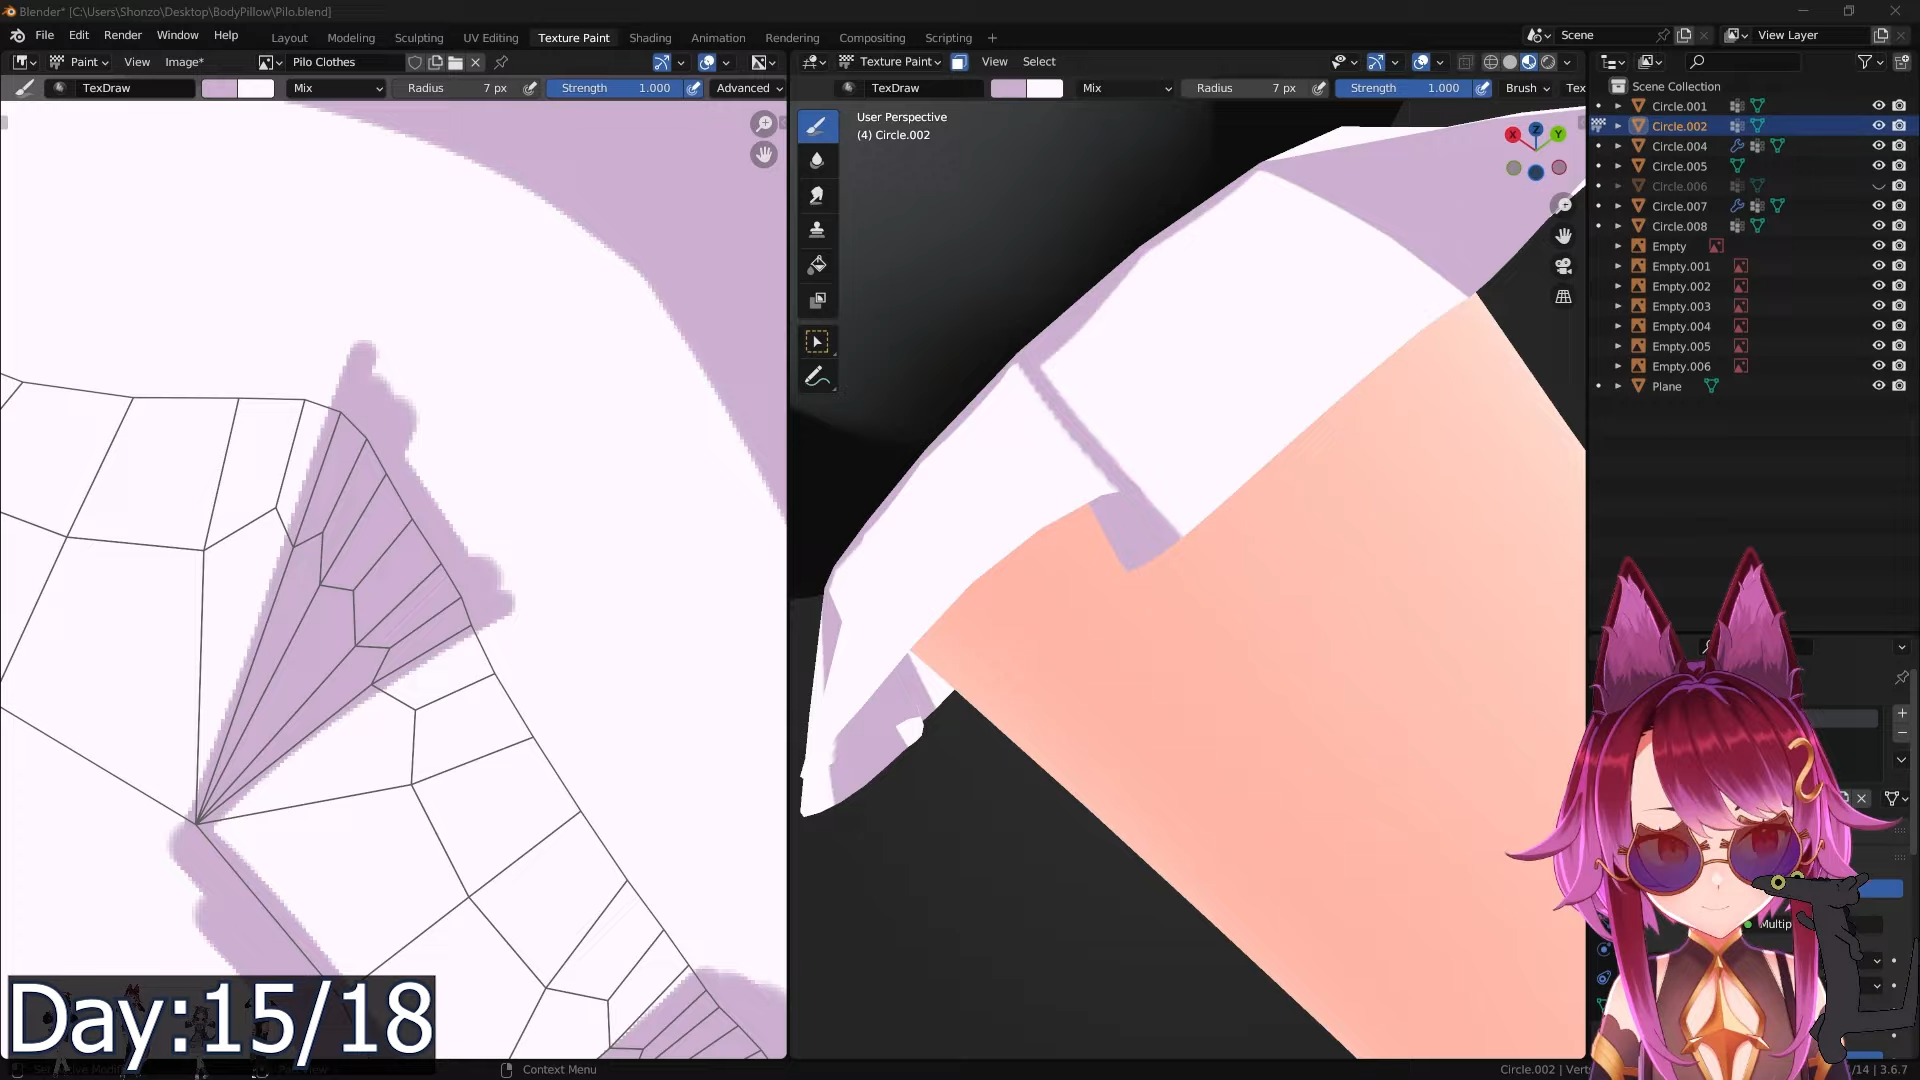 Blender* [C:\Users\Shonzo\Desktop\BodyPillow\Pilo.blend]
File Edit Render Window Help Layout Modeling Sculpting UV Editing Texture Paint Shading Animation Rendering Compositing Scripting + Scene View Layer
Paint View Image* Pilo Clothes Texture Paint View Select
TexDraw Mix Radius 7 px Strength 1.000 Advanced TexDraw Mix Radius 7 px Strength 1.000 Brush Tex
User Perspective
(4) Circle.002
X Z Y
Scene Collection
Circle.001
Circle.002
Circle.004
Circle.005
Circle.006
Circle.007
Circle.008
Empty
Empty.001
Empty.002
Empty.003
Empty.004
Empty.005
Empty.006
Plane
Multip
Day:15/18
Context Menu
Circle.002 | Verts
/14 | 3.6.7